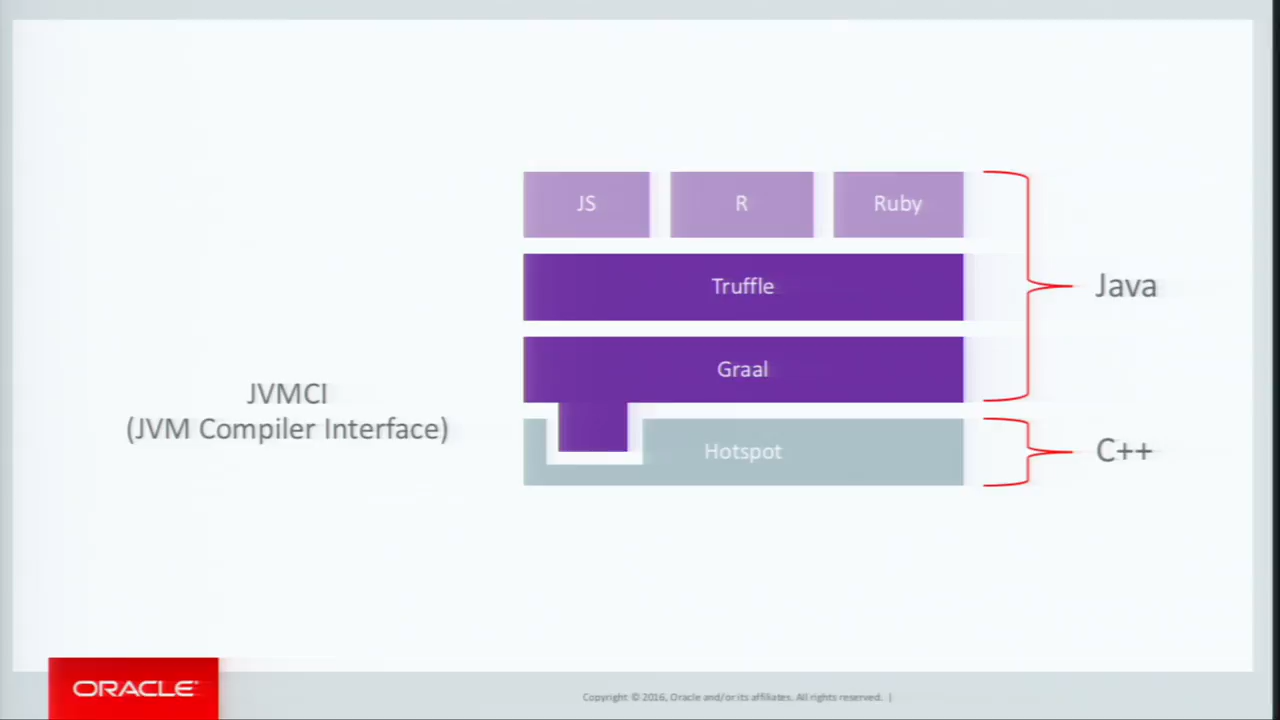 JS
R
Ruby
Truffle
Java
Graal
JVMCI
(JVM Compiler Interface)
Hotspot
C++
ORACLE
Copyright © 2016, Oracle and/or its affiliates. All rights reserved. |